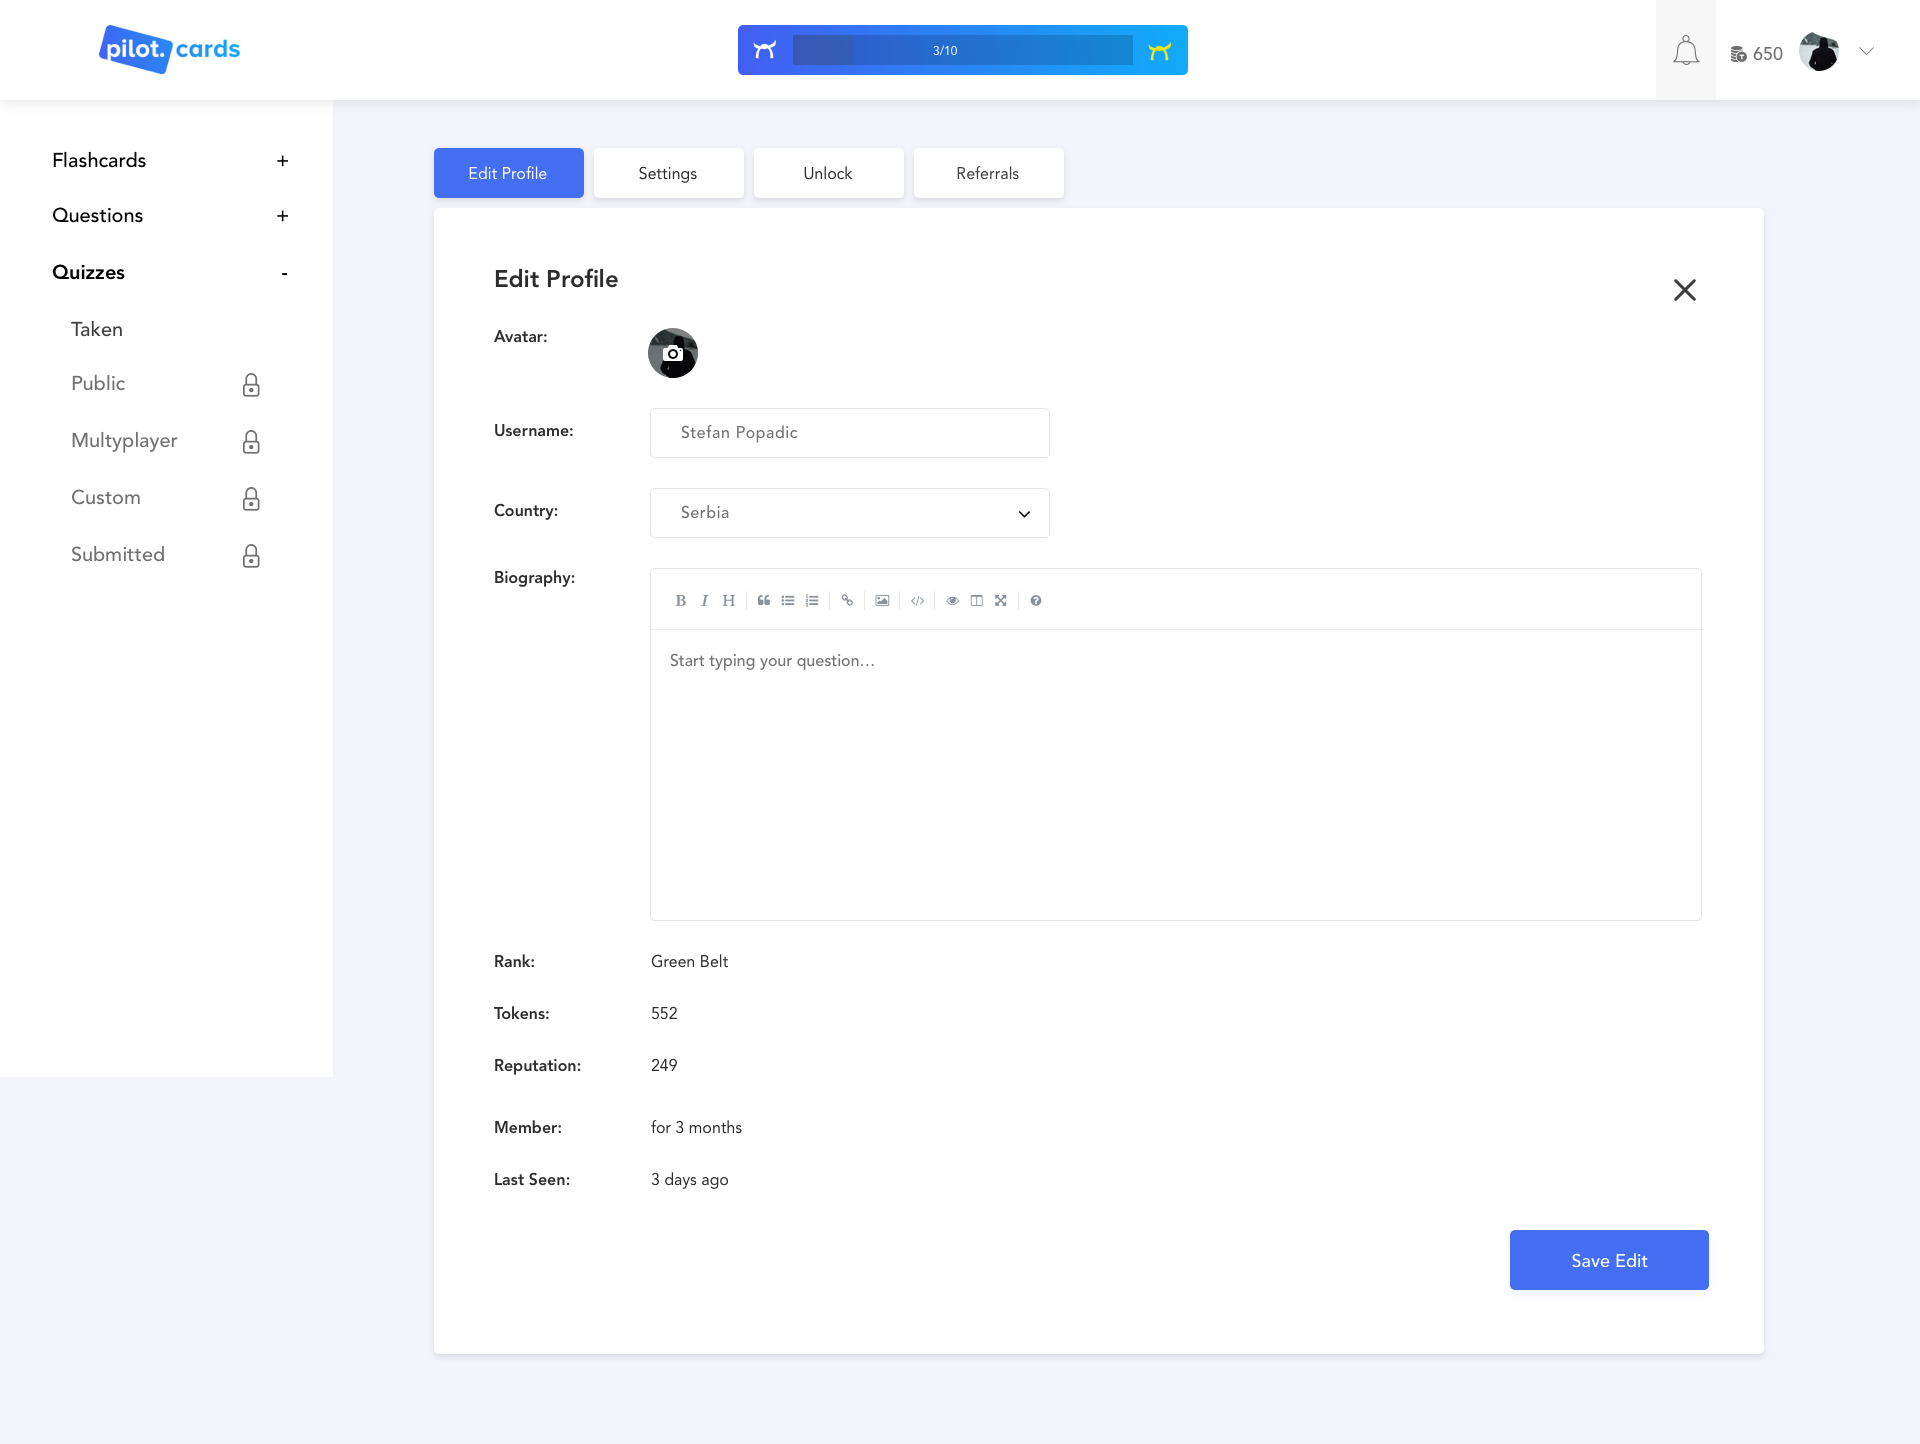 pilot.cards
3/10
650
Flashcards +
Questions +
Quizzes -
Taken
Public
Multyplayer
Custom
Submitted
Edit Profile
Settings
Unlock
Referrals
Edit Profile
Avatar:
Username: Stefan Popadic
Country: Serbia
Biography:
B I H
Start typing your question...
Rank: Green Belt
Tokens: 552
Reputation: 249
Member: for 3 months
Last Seen: 3 days ago
Save Edit